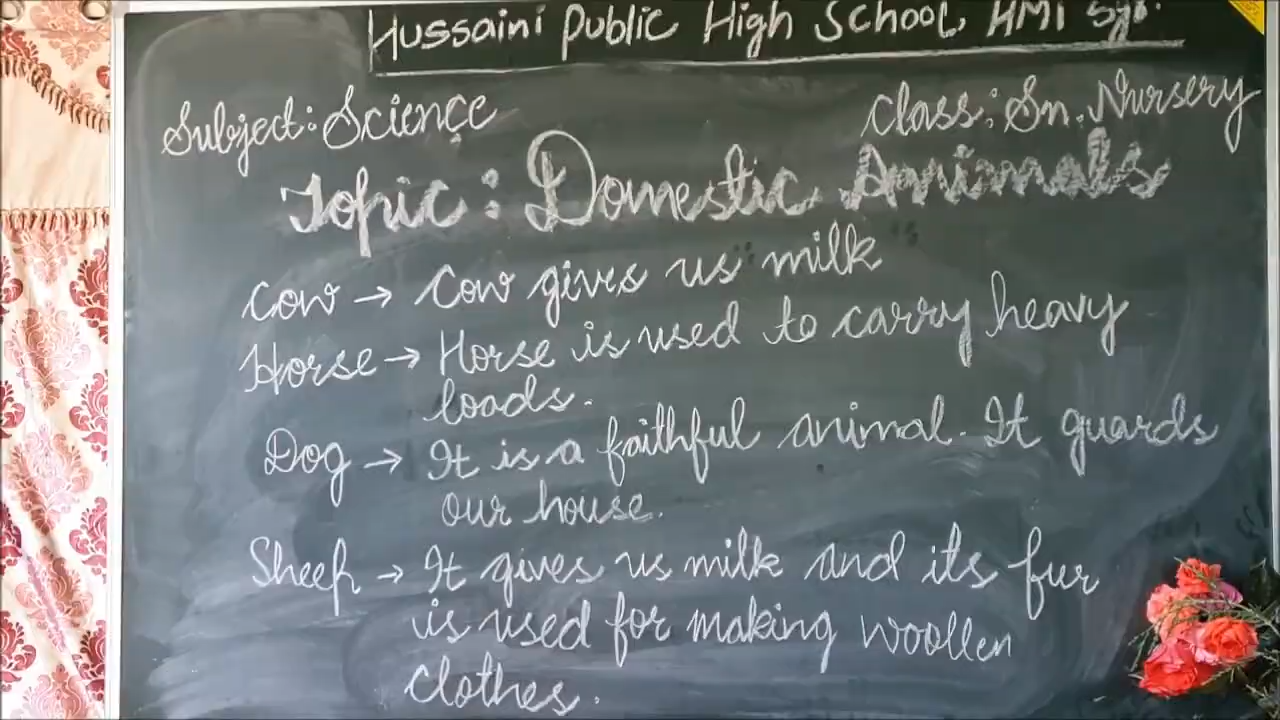 Hussaini Public High School, HMT Sgr.
Subject: Science
Class: Sn. Nursery
Topic: Domestic Animals
Cow → Cow gives us milk
Horse → Horse is used to carry heavy
loads.
Dog → It is a faithful animal. It guards
our house.
Sheep → It gives us milk and its fur
is used for making woollen
clothes.